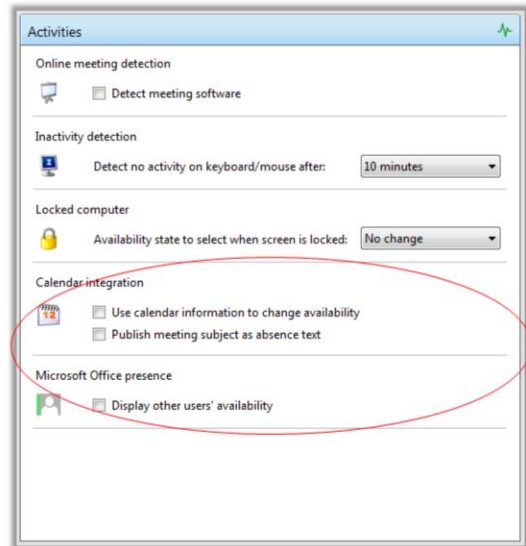 Activities
Online meeting detection
Detect meeting software
Inactivity detection
Detect no activity on keyboard/mouse after: 10 minutes
Locked computer
Availability state to select when screen is locked: No change
Calendar integration
12
Use calendar information to change availability
Publish meeting subject as absence text
Microsoft Office presence
Display other users' availability